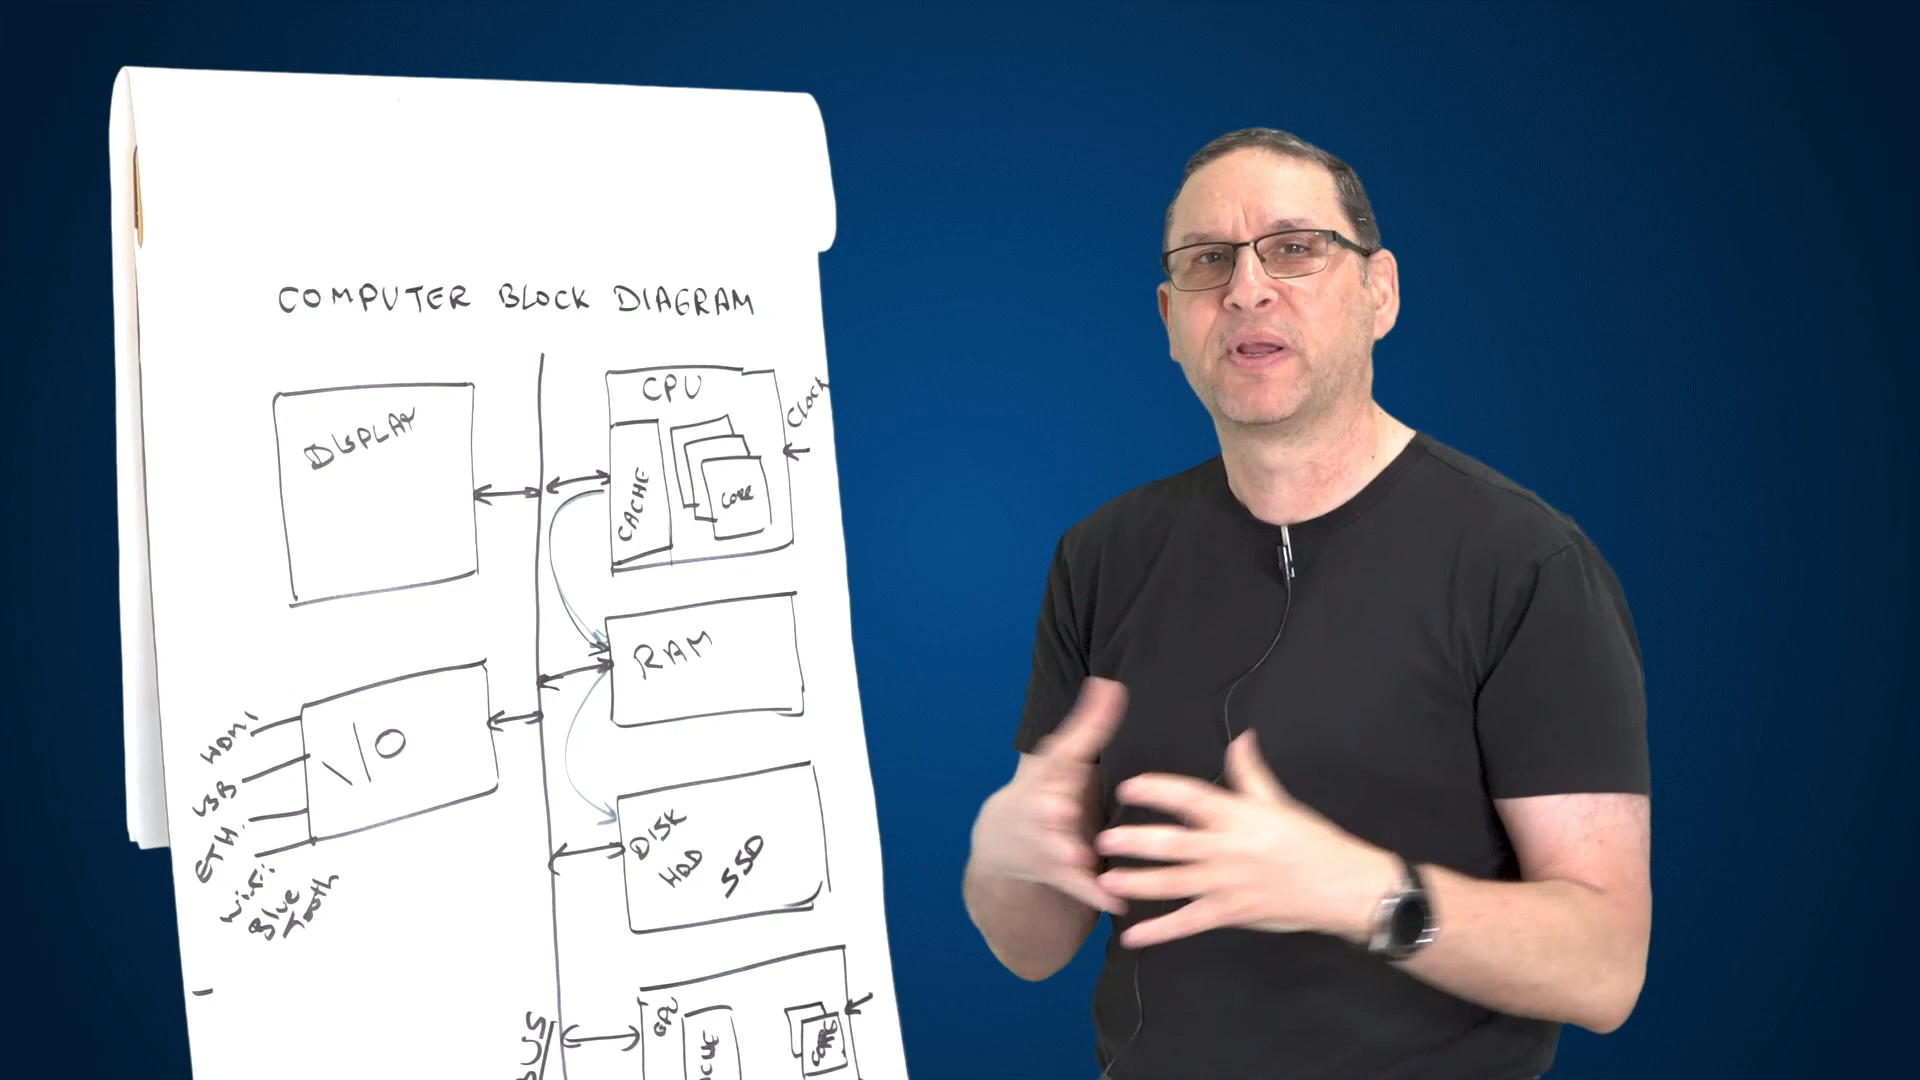 COMPUTER BLOCK DIAGRAM
DISPLAY
CPU
CLOCK
CACHE
CORE
RAM
I/O
HDMI
USB
ETH.
Wifi
Blue
tooth
DISK
HDD
SSD
GPU
CORE
BUS